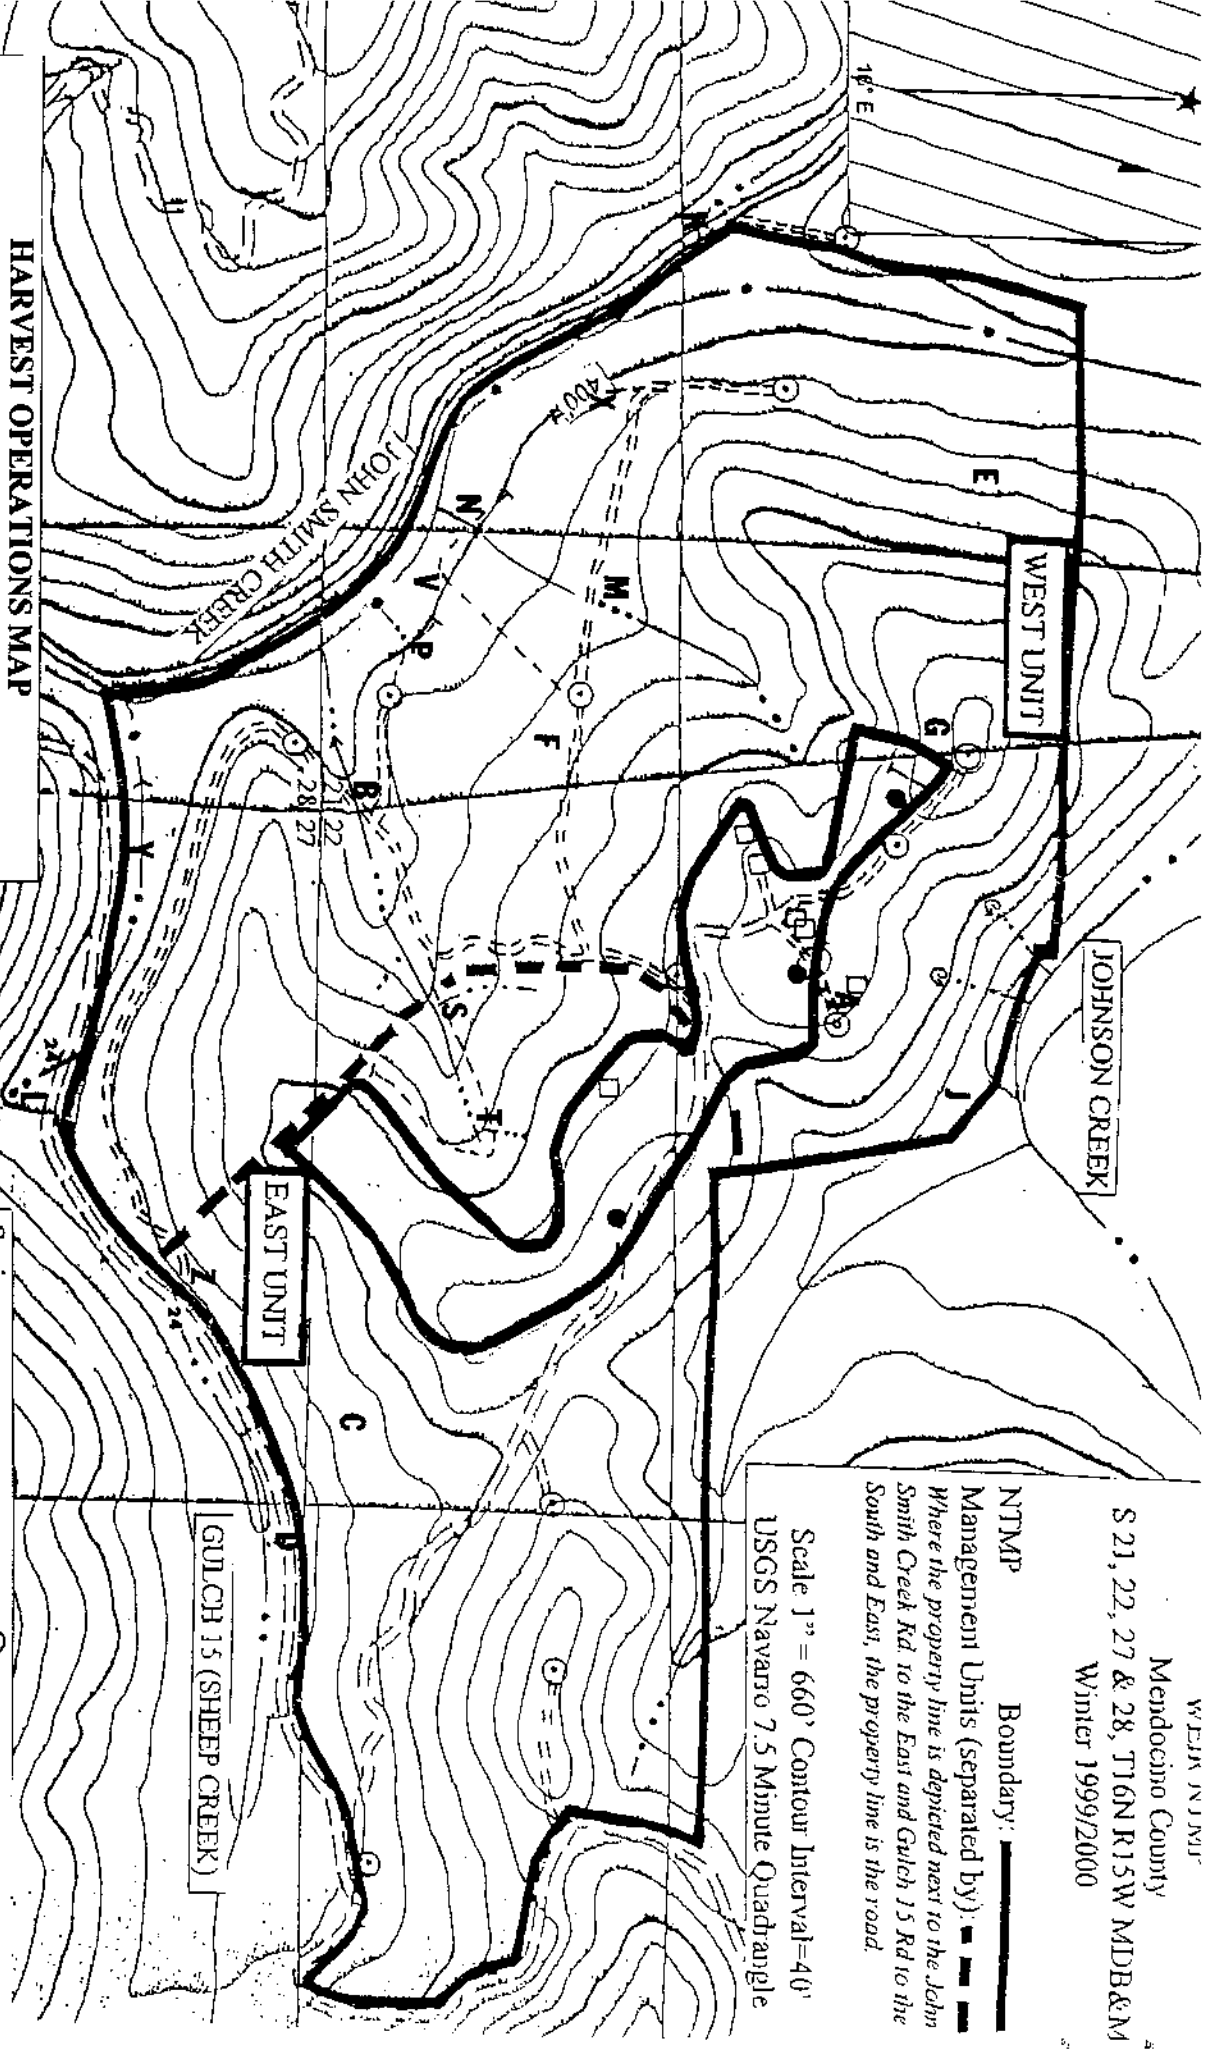 Mendocino County
S 21, 22, 27 & 28, T16N R15W MDB&M
Winter 1999/2000
NTMP Boundary:
Management Units (separated by):
Where the property line is depicted next to the John
Smith Creek Rd. to the East and Gulch 15 Rd to the
South and East, the property line is the road.
Scale 1" = 660' Contour Interval=40'
USGS Navarro 7.5 Minute Quadrangle
JOHNSON CREEK
WEST UNIT
E
G
A
J
K
400
M
N
V
P
F
B
S
T
21 22
28 27
JOHN SMITH
CREEK
Y
EAST UNIT
Z
24
C
D
L
GULCH 15 (SHEEP CREEK)
HARVEST OPERATIONS MAP